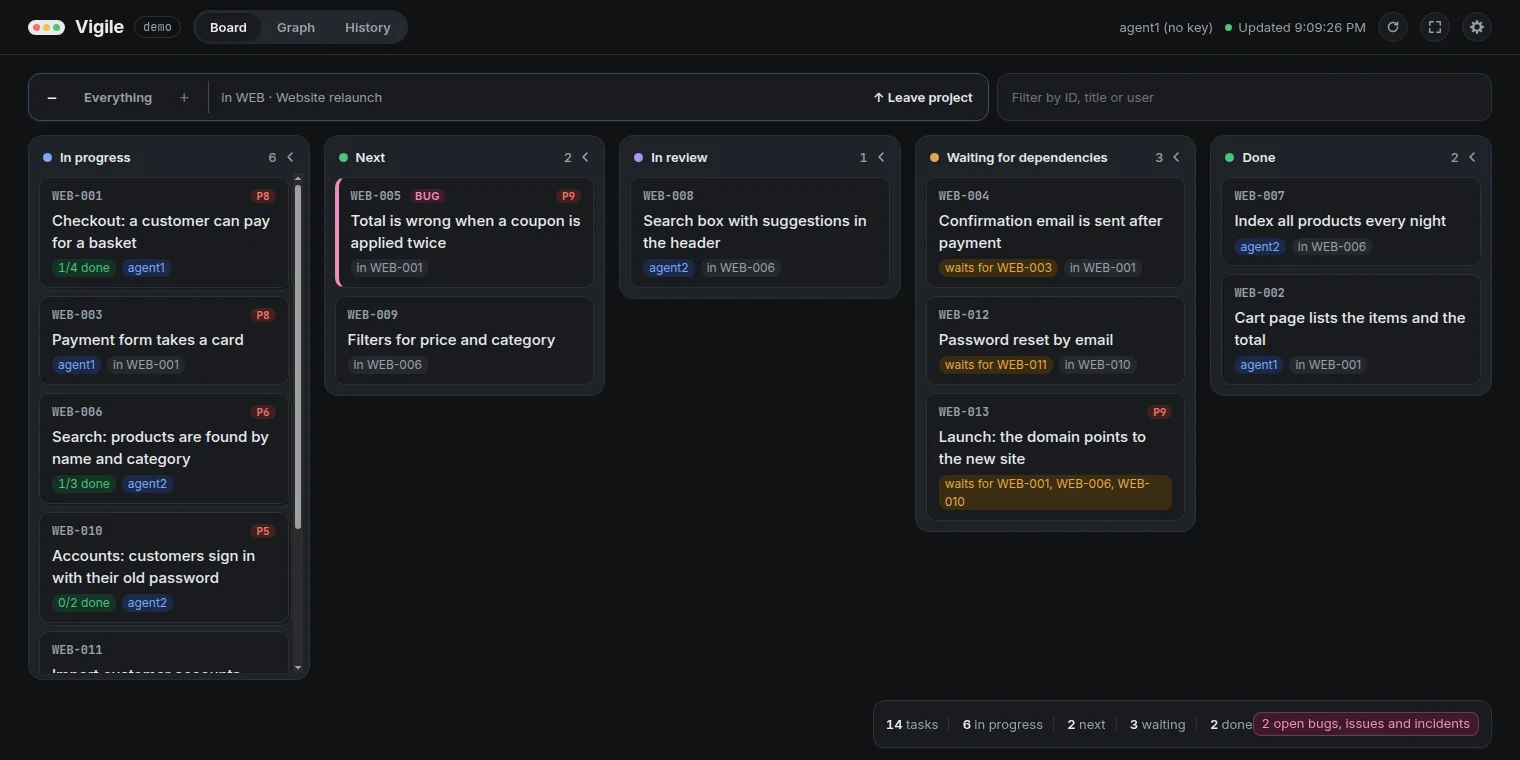 Vigile demo Board Graph History agent1 (no key) Updated 9:09:26 PM
– Everything + in WEB · Website relaunch ↑ Leave project Filter by ID, title or user
In progress 6
WEB-001 P8
Checkout: a customer can pay
for a basket
1/4 done agent1
WEB-003 P8
Payment form takes a card
agent1 in WEB-001
WEB-006 P6
Search: products are found by
name and category
1/3 done agent2
WEB-010 P5
Accounts: customers sign in
with their old password
0/2 done agent2
WEB-011
Import customer accounts
Next 2
WEB-005 BUG P9
Total is wrong when a coupon is
applied twice
in WEB-001
WEB-009
Filters for price and category
in WEB-006
In review 1
WEB-008
Search box with suggestions in
the header
agent2 in WEB-006
Waiting for dependencies 3
WEB-004
Confirmation email is sent after
payment
waits for WEB-003 in WEB-001
WEB-012
Password reset by email
waits for WEB-011 in WEB-010
WEB-013 P9
Launch: the domain points to
the new site
waits for WEB-001, WEB-006, WEB-
010
Done 2
WEB-007
Index all products every night
agent2 in WEB-006
WEB-002
Cart page lists the items and the
total
agent1 in WEB-001
14 tasks 6 in progress 2 next 3 waiting 2 done 2 open bugs, issues and incidents